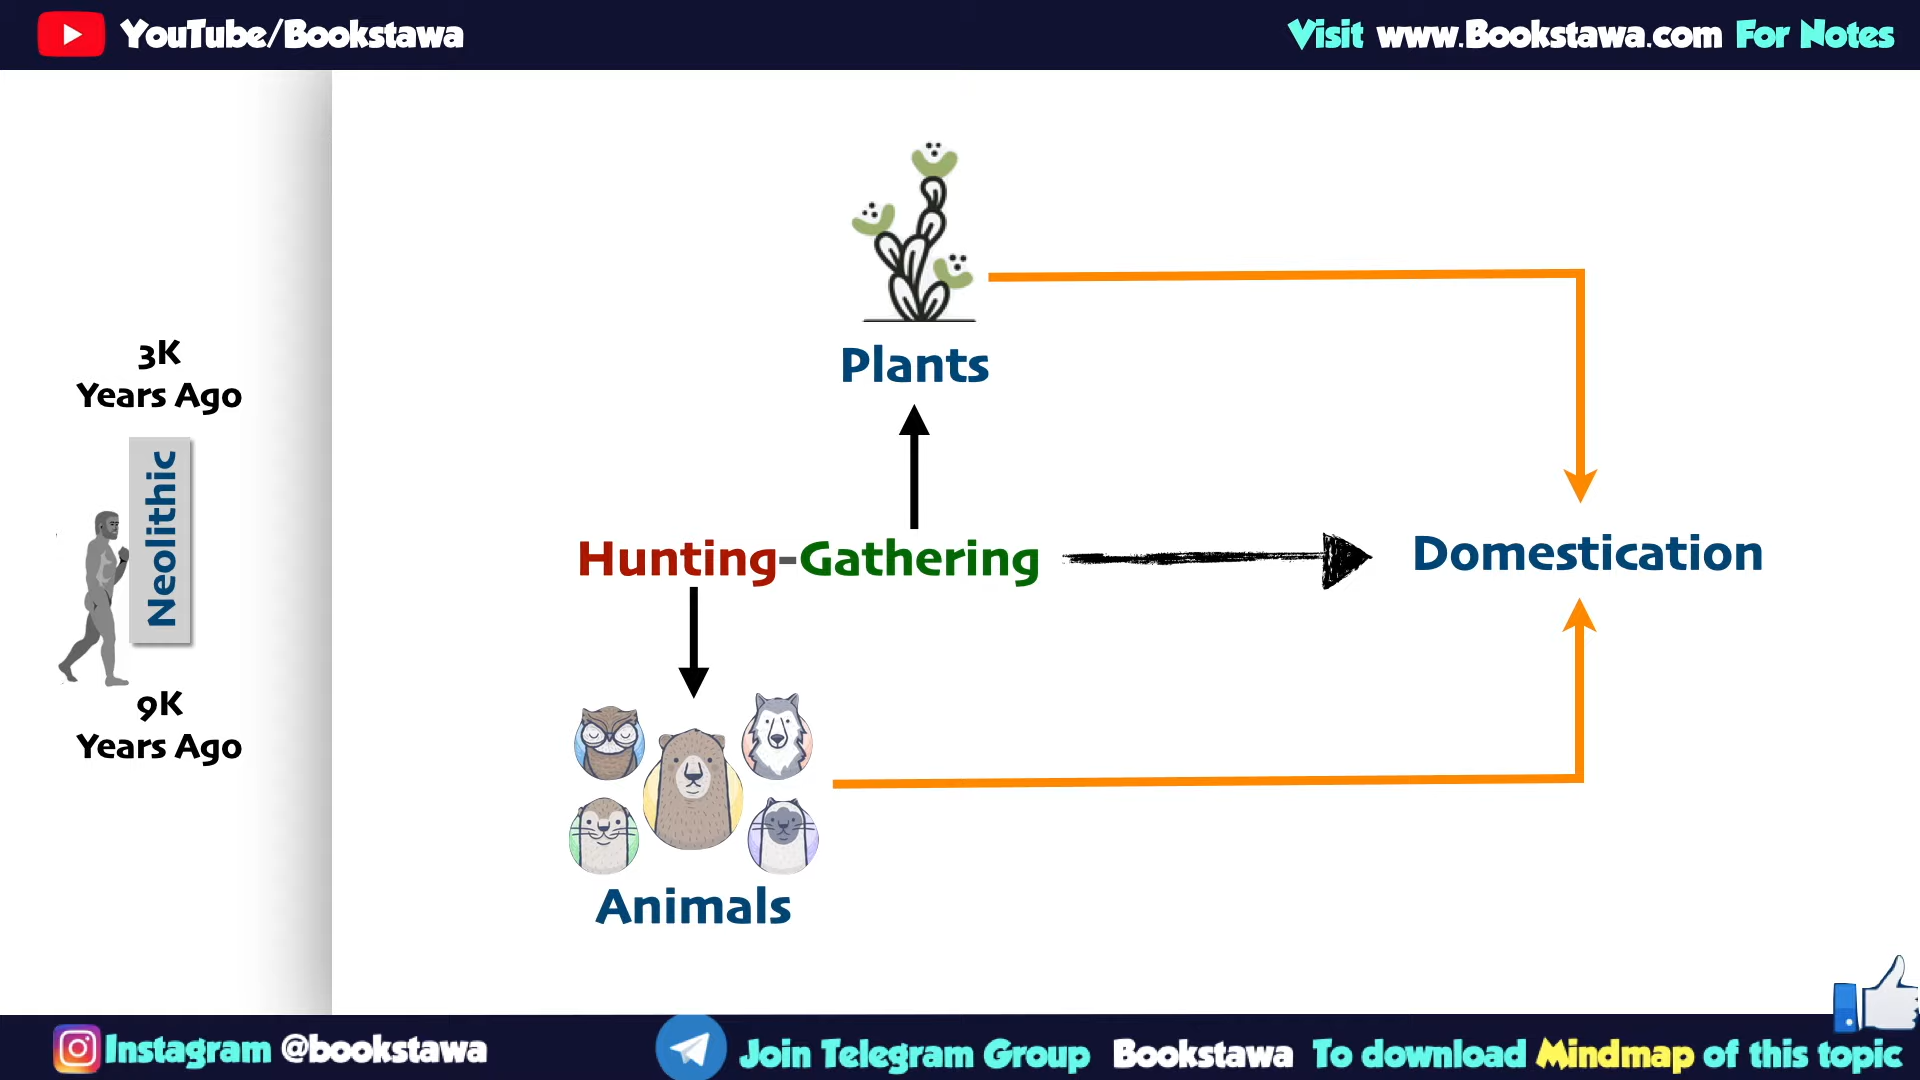 YouTube/Bookstawa
Visit www.Bookstawa.com For Notes
3K
Years Ago
Neolithic
9K
Years Ago
Plants
Hunting-Gathering
Domestication
Animals
Instagram @bookstawa
Join Telegram Group Bookstawa To download Mindmap of this topic